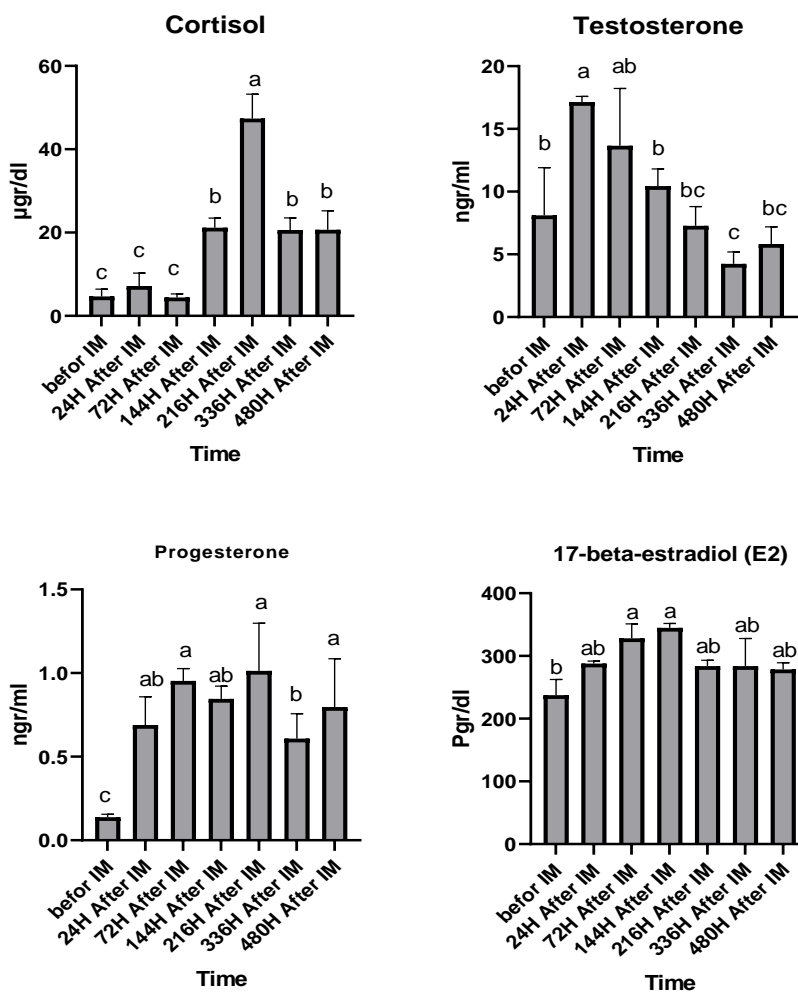 Cortisol
60
40
20
0
µgr/dl
c
c
c
b
a
b
b
befor IM
24H After IM
72H After IM
144H After IM
216H After IM
336H After IM
480H After IM
Time
Testosterone
20
15
10
5
0
ngr/ml
b
a
ab
b
bc
c
bc
befor IM
24H After IM
72H After IM
144H After IM
216H After IM
336H After IM
480H After IM
Time
Progesterone
1.5
1.0
0.5
0.0
ngr/ml
c
ab
a
ab
a
b
a
befor IM
24H After IM
72H After IM
144H After IM
216H After IM
336H After IM
480H After IM
Time
17-beta-estradiol (E2)
400
300
200
100
0
Pgr/dl
b
ab
a
a
ab
ab
ab
befor IM
24H After IM
72H After IM
144H After IM
216H After IM
336H After IM
480H After IM
Time